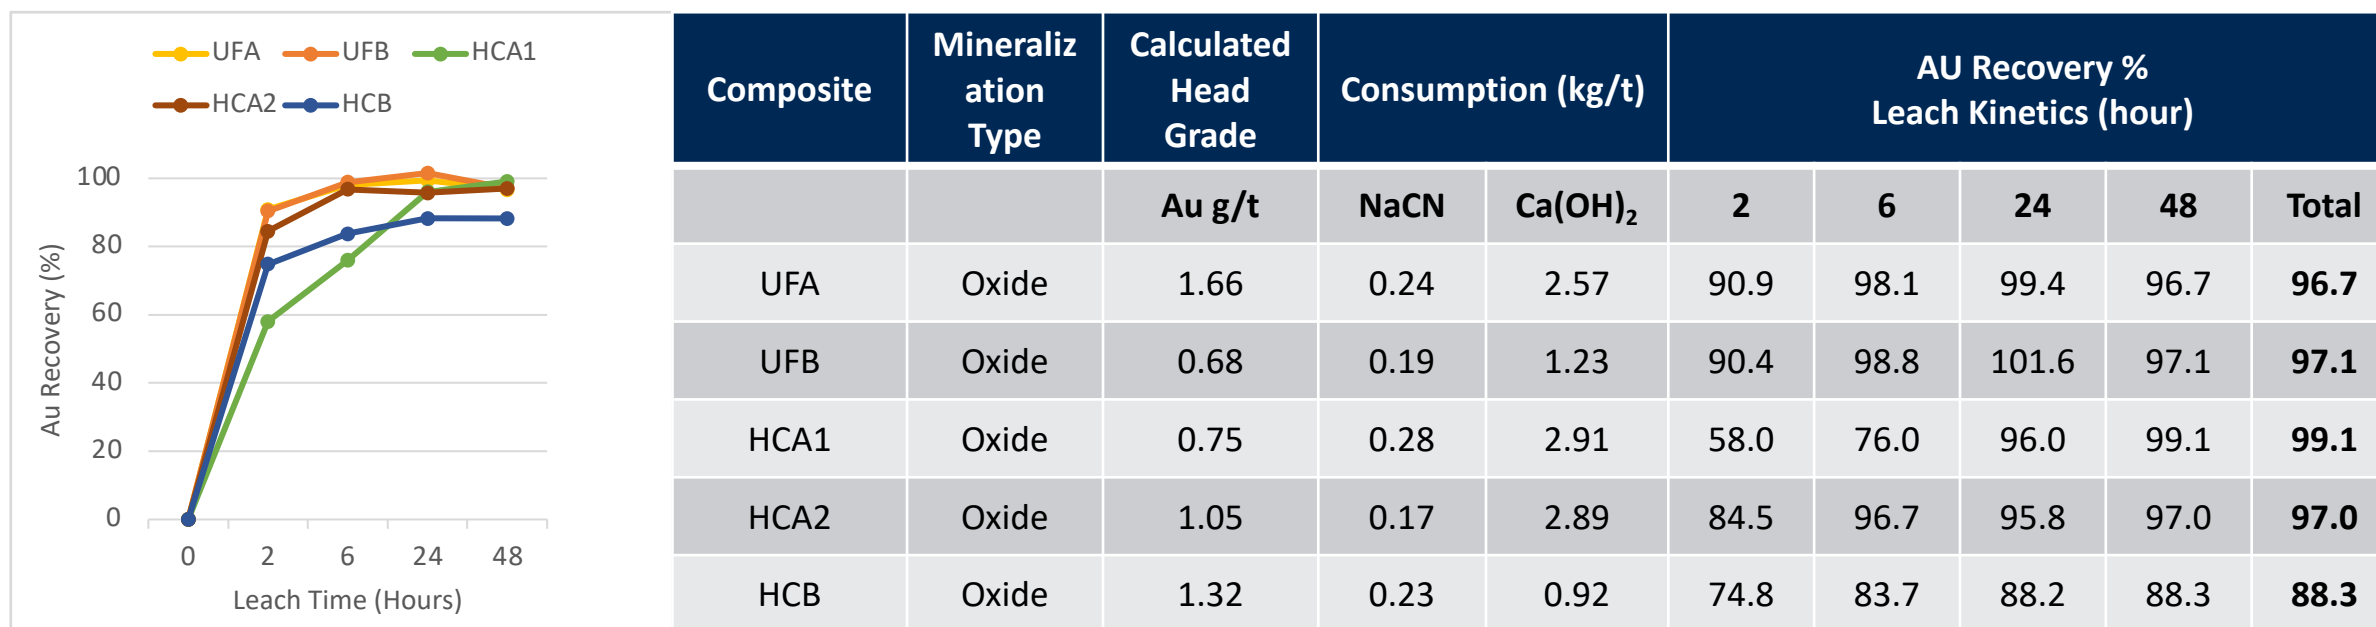 UFA UFB HCA1
HCA2 HCB
Au Recovery (%)
100
80
60
40
20
0
0 2 6 24 48
Leach Time (Hours)
Composite
Mineraliz
ation
Type
Calculated
Head
Grade
Consumption (kg/t)
AU Recovery %
Leach Kinetics (hour)
Au g/t NaCN Ca(OH)₂ 2 6 24 48 Total
UFA Oxide 1.66 0.24 2.57 90.9 98.1 99.4 96.7 96.7
UFB Oxide 0.68 0.19 1.23 90.4 98.8 101.6 97.1 97.1
HCA1 Oxide 0.75 0.28 2.91 58.0 76.0 96.0 99.1 99.1
HCA2 Oxide 1.05 0.17 2.89 84.5 96.7 95.8 97.0 97.0
HCB Oxide 1.32 0.23 0.92 74.8 83.7 88.2 88.3 88.3